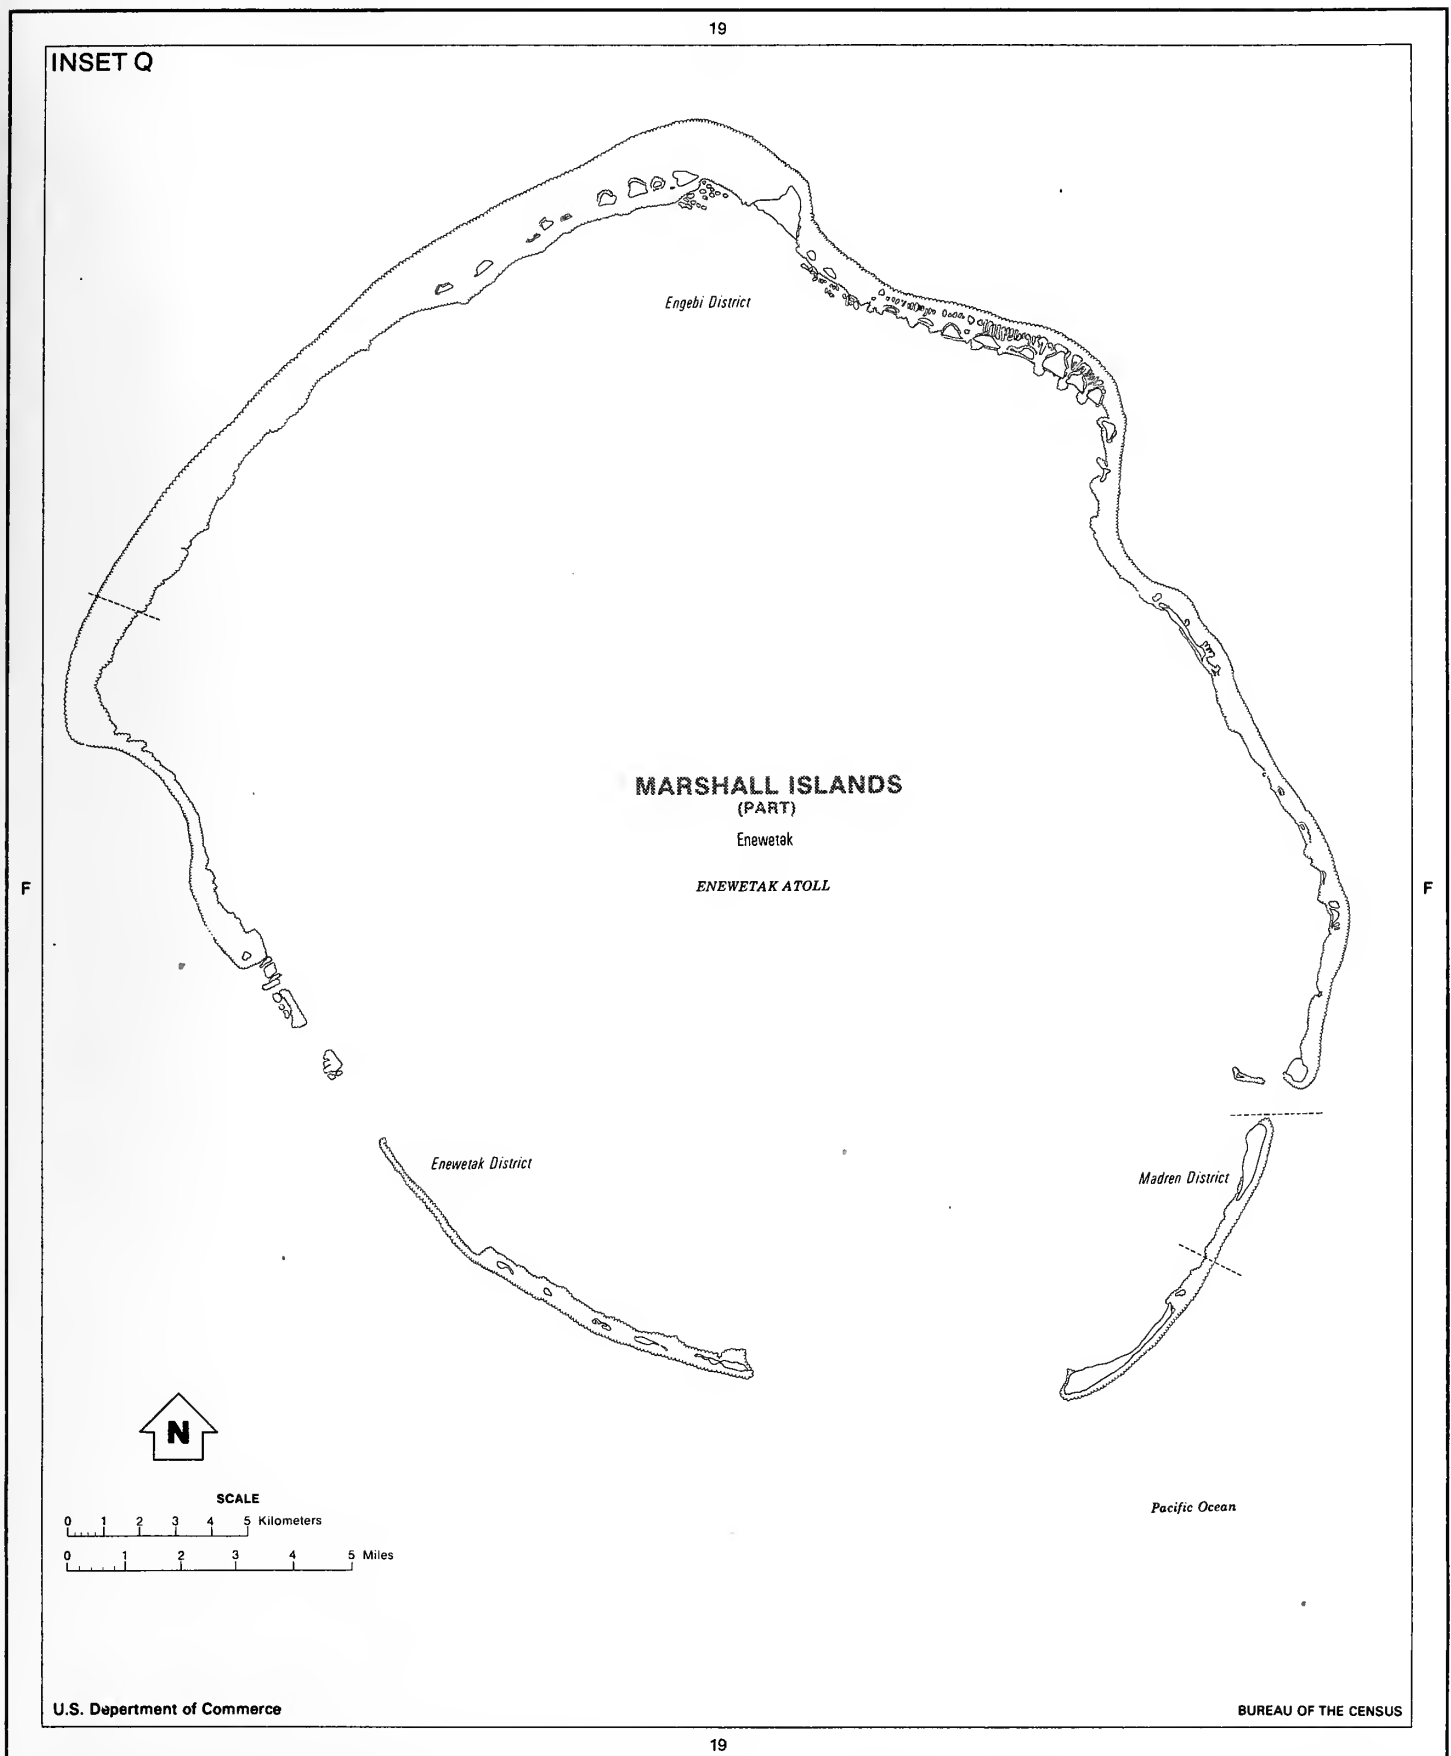 19
INSET Q
Engebi District
MARSHALL ISLANDS
(PART)
Enewetak
ENEWETAK ATOLL
F
F
Enewetak District
Madren District
N
Pacific Ocean
SCALE
0 1 2 3 4 5 Kilometers
0 1 2 3 4 5 Miles
U.S. Department of Commerce
BUREAU OF THE CENSUS
19